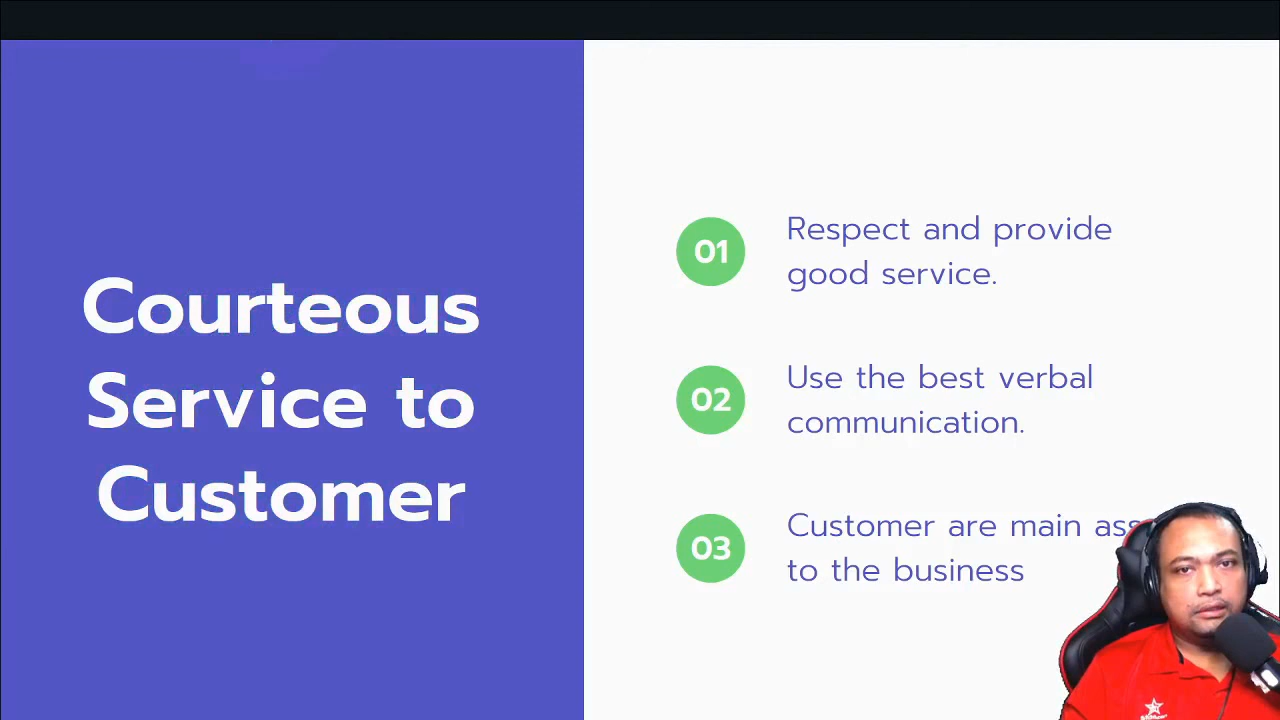 Courteous
Service to
Customer
01
Respect and provide
good service.
02
Use the best verbal
communication.
03
Customer are main
to the business